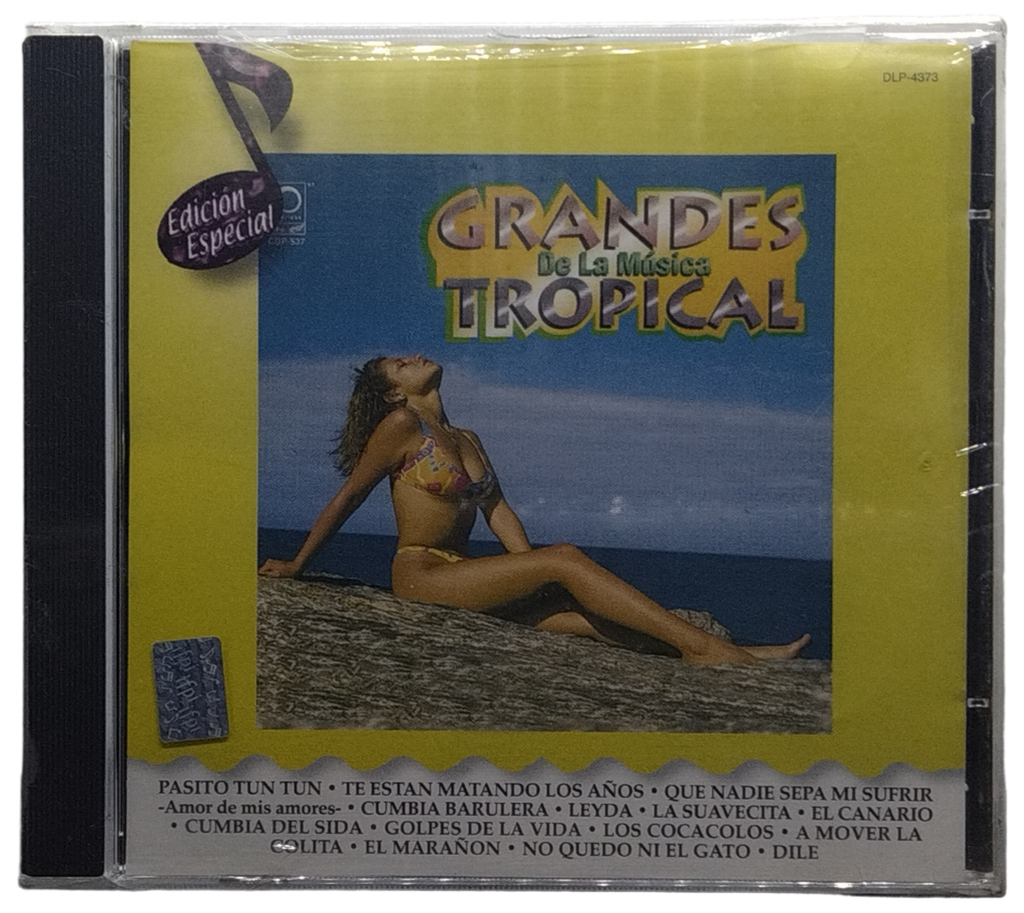 DLP-4373
Edición
Especial
CDP-537
GRANDES
De La Música
TROPICAL
PASITO TUN TUN • TE ESTAN MATANDO LOS AÑOS • QUE NADIE SEPA MI SUFRIR
-Amor de mis amores- • CUMBIA BARULERA • LEYDA • LA SUAVECITA • EL CANARIO
• CUMBIA DEL SIDA • GOLPES DE LA VIDA • LOS COCACOLOS • A MOVER LA
COLITA • EL MARAÑON • NO QUEDO NI EL GATO • DILE